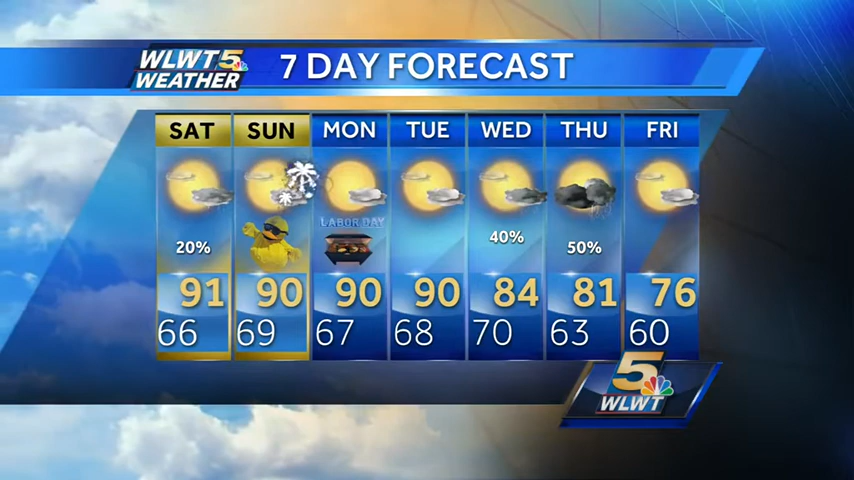 WLWT 5
WEATHER
7 DAY FORECAST
SAT SUN MON TUE WED THU FRI
LABOR DAY
20% 40% 50%
91 90 90 90 84 81 76
66 69 67 68 70 63 60
5
WLWT